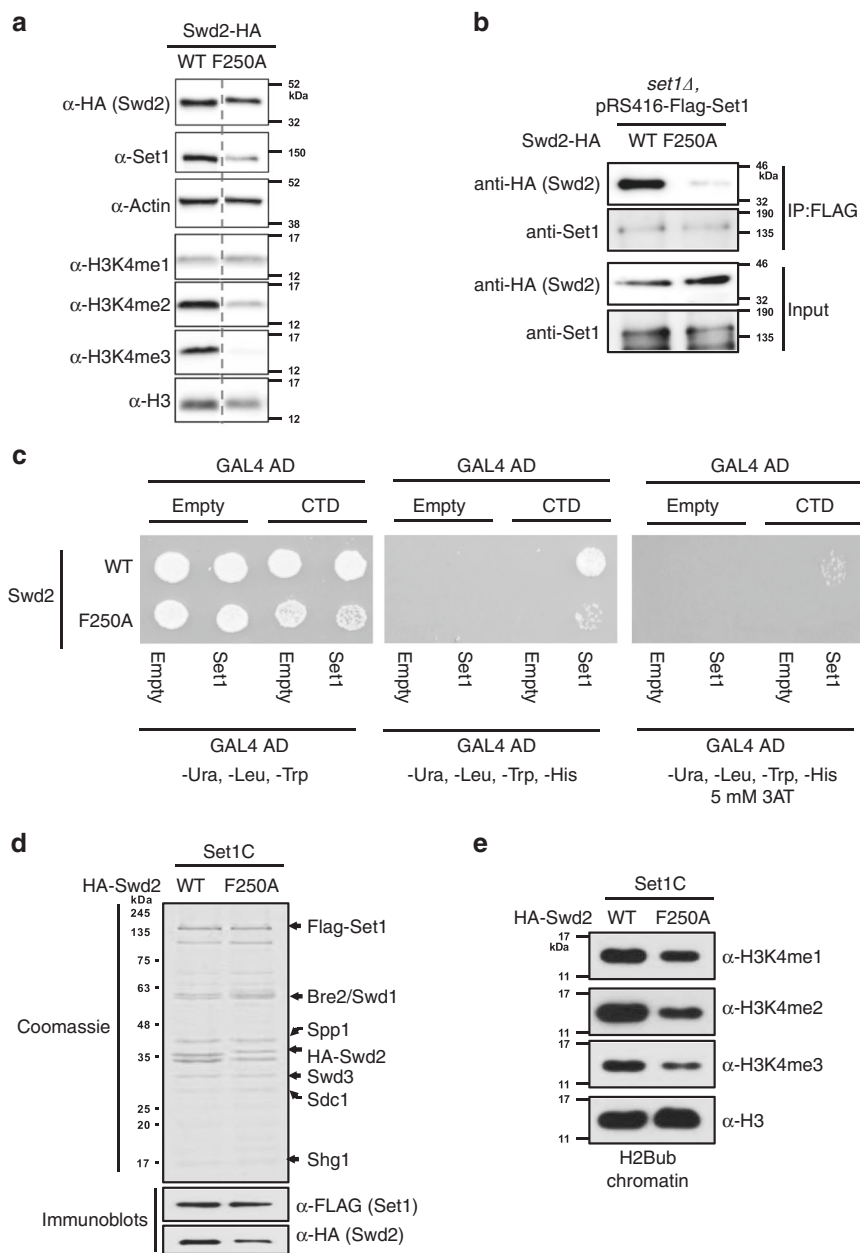 a
Swd2-HA
WT F250A
α-HA (Swd2)
52
kDa
32
α-Set1
150
α-Actin
52
38
α-H3K4me1
17
12
α-H3K4me2
17
12
α-H3K4me3
17
12
α-H3
17
12
b
set1Δ,
pRS416-Flag-Set1
Swd2-HA WT F250A
anti-HA (Swd2)
46
kDa
32
anti-Set1
190
135
IP:FLAG
anti-HA (Swd2)
46
32
anti-Set1
190
135
Input
c
GAL4 AD GAL4 AD GAL4 AD
Empty CTD Empty CTD Empty CTD
Swd2
WT
F250A
Empty Set1 Empty Set1 Empty Set1 Empty Set1 Empty Set1 Empty Set1
GAL4 AD GAL4 AD GAL4 AD
-Ura, -Leu, -Trp -Ura, -Leu, -Trp, -His -Ura, -Leu, -Trp, -His
5 mM 3AT
d
Set1C
HA-Swd2 WT F250A
kDa
245
135
75
63
48
35
25
20
17
Coomassie
Flag-Set1
Bre2/Swd1
Spp1
HA-Swd2
Swd3
Sdc1
Shg1
Immunoblots
α-FLAG (Set1)
α-HA (Swd2)
e
Set1C
HA-Swd2 WT F250A
17
kDa
11
α-H3K4me1
17
11
α-H3K4me2
17
11
α-H3K4me3
17
11
α-H3
H2Bub
chromatin